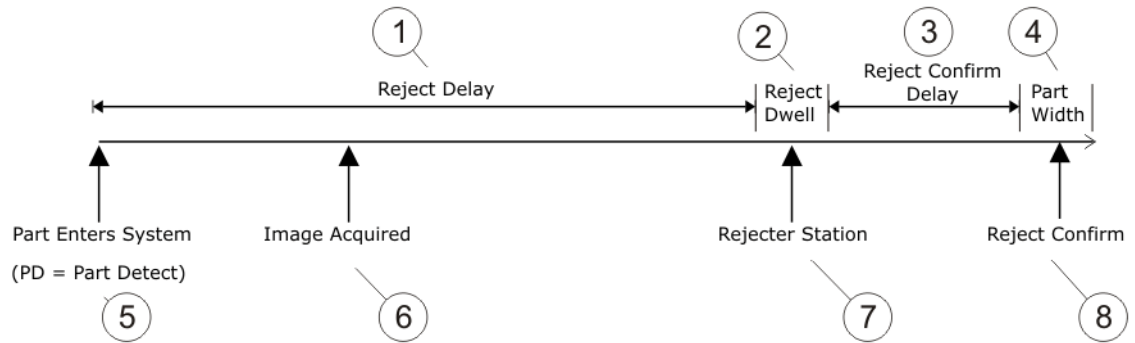 1
2
3
4
Reject Delay
Reject
Dwell
Reject Confirm
Delay
Part
Width
Part Enters System
(PD = Part Detect)
Image Acquired
Rejecter Station
Reject Confirm
5
6
7
8